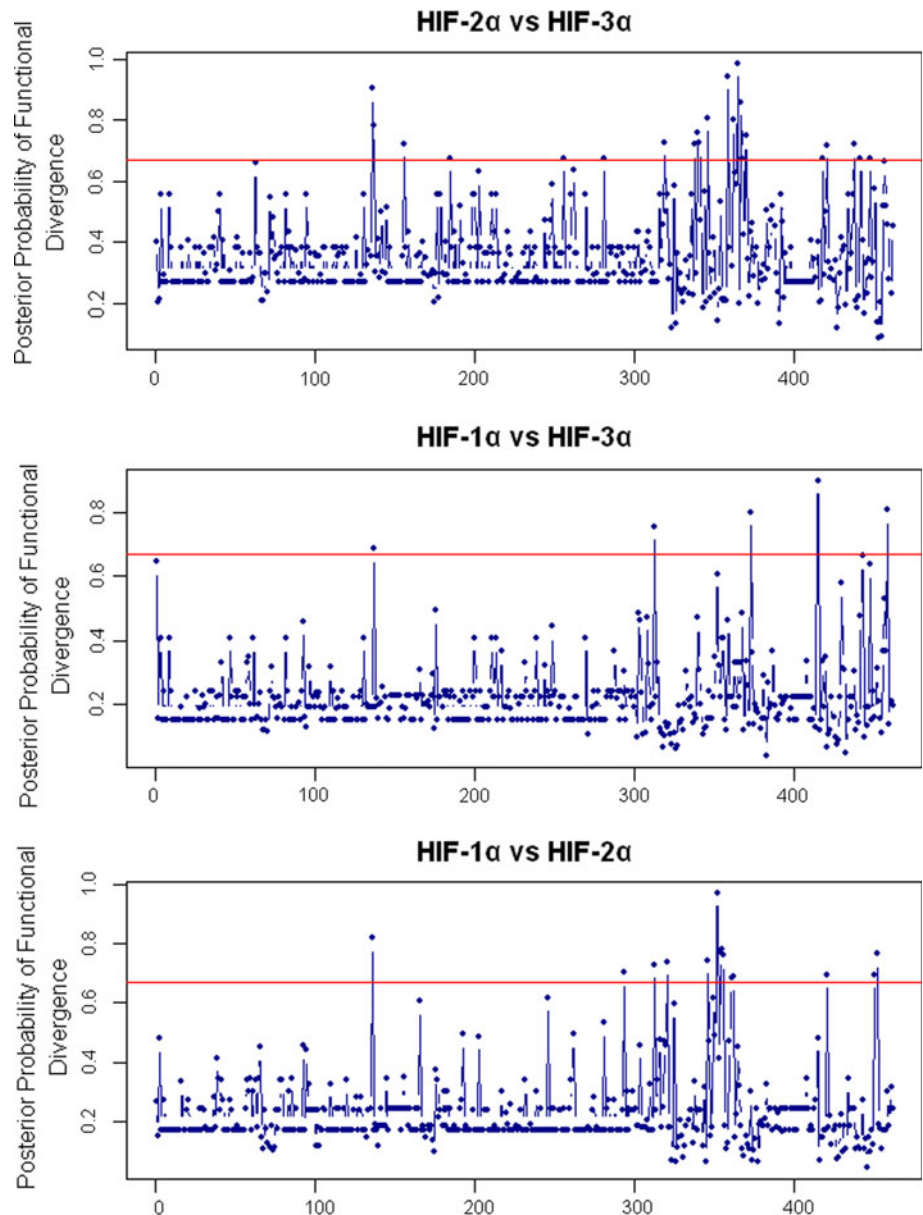 HIF-2α vs HIF-3α
Posterior Probability of Functional
Divergence
1.0
0.8
0.6
0.4
0.2
0 100 200 300 400
HIF-1α vs HIF-3α
Posterior Probability of Functional
Divergence
0.8
0.6
0.4
0.2
0 100 200 300 400
HIF-1α vs HIF-2α
Posterior Probability of Functional
Divergence
1.0
0.8
0.6
0.4
0.2
0 100 200 300 400